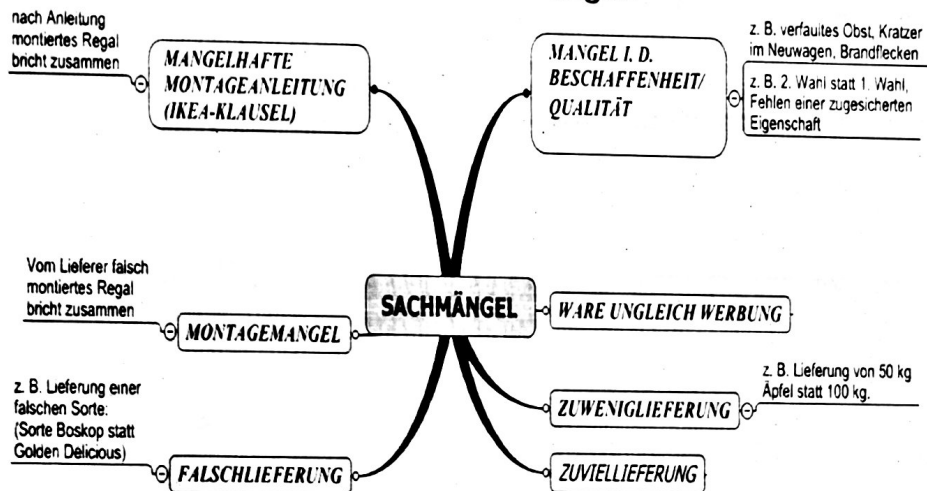 nach Anleitung
montiertes Regal
bricht zusammen
MANGELHAFTE
MONTAGEANLEITUNG
(IKEA-KLAUSEL)
MANGEL I. D.
BESCHAFFENHEIT/
QUALITÄT
z. B. verfaultes Obst, Kratzer
im Neuwagen, Brandflecken
z. B. 2. Wahl statt 1. Wahl,
Fehlen einer zugesicherten
Eigenschaft
Vom Lieferer falsch
montiertes Regal
bricht zusammen
MONTAGEMANGEL
SACHMÄNGEL
WARE UNGLEICH WERBUNG
z. B. Lieferung einer
falschen Sorte:
(Sorte Boskop statt
Golden Delicious)
FALSCHLIEFERUNG
ZUWENIGLIEFERUNG
z. B. Lieferung von 50 kg
Äpfel statt 100 kg.
ZUVIELLIEFERUNG